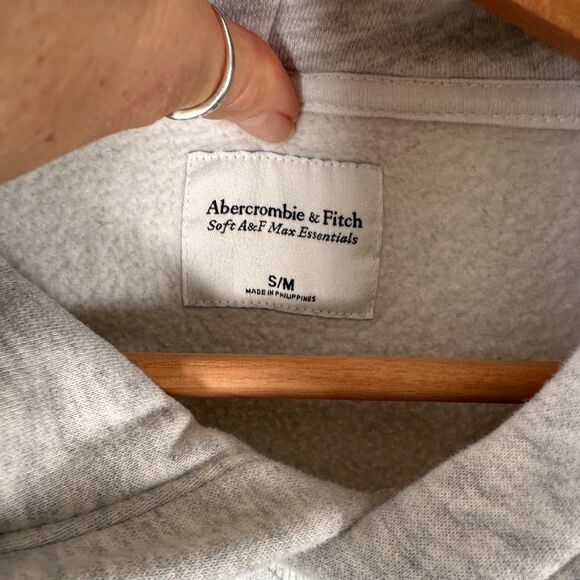 Abercrombie & Fitch
Soft A&F Max Essentials
S/M
MADE IN PHILIPPINES